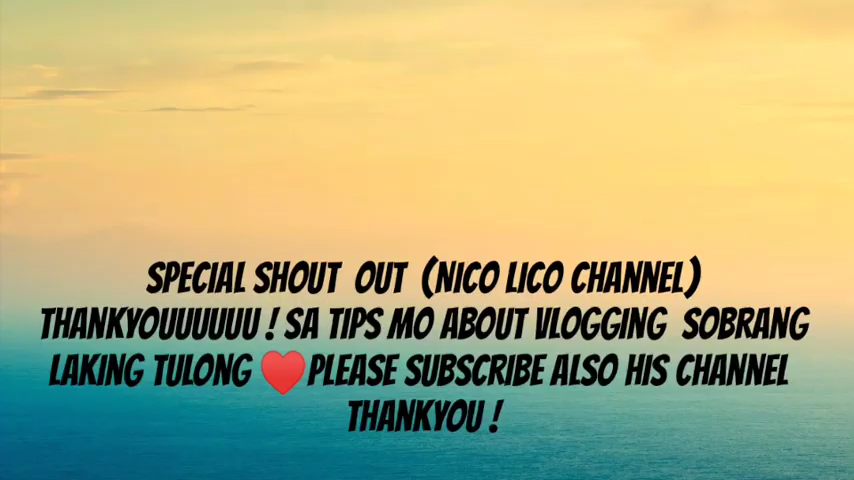 SPECIAL SHOUT OUT (NICO LICO CHANNEL)
THANKYOUUUUUU ! SA TIPS MO ABOUT VLOGGING SOBRANG
LAKING TULONG ❤️PLEASE SUBSCRIBE ALSO HIS CHANNEL
THANKYOU !